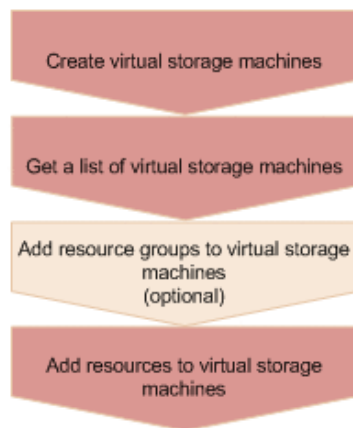 Create virtual storage machines
Get a list of virtual storage machines
Add resource groups to virtual storage
machines
(optional)
Add resources to virtual storage
machines